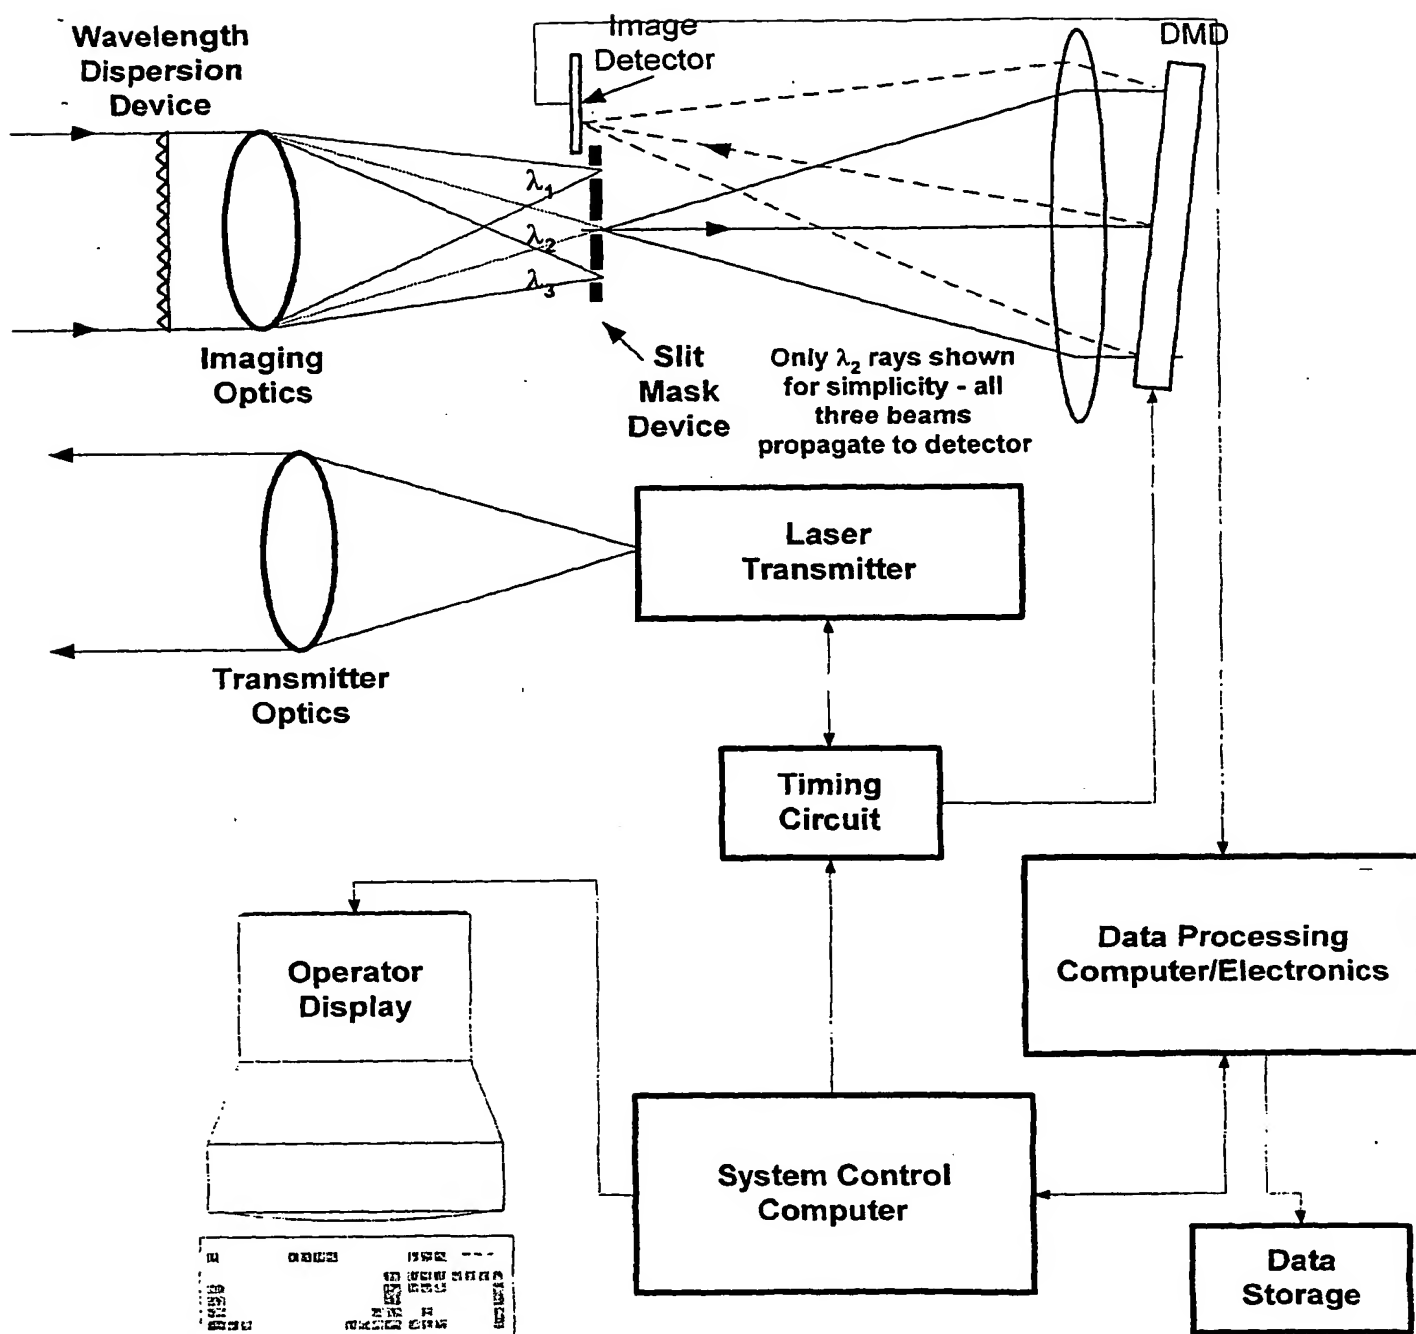 Wavelength
Dispersion
Device
Image
Detector
DMD
λ1
λ2
λ3
Imaging
Optics
Slit
Mask
Device
Only λ2 rays shown
for simplicity - all
three beams
propagate to detector
Laser
Transmitter
Transmitter
Optics
Timing
Circuit
Operator
Display
Data Processing
Computer/Electronics
System Control
Computer
Data
Storage